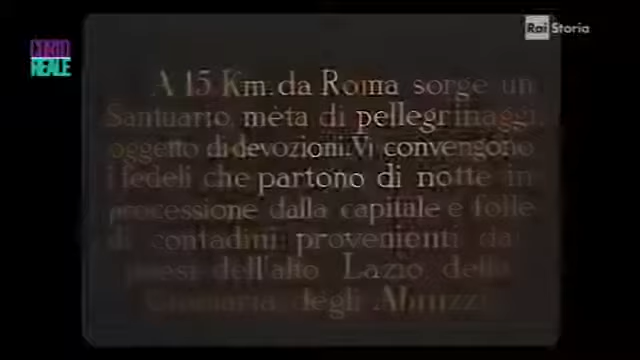 CORTO
REALE
Rai Storia
A 15 Km. da Roma sorge un
Santuario meta di pellegrinaggi
oggetto di devozioni. Vi convengono
i fedeli che partono di notte in
processione dalla capitale e folle
di contadini provenienti dai
paesi dell'alto Lazio della
degli Abruzzi